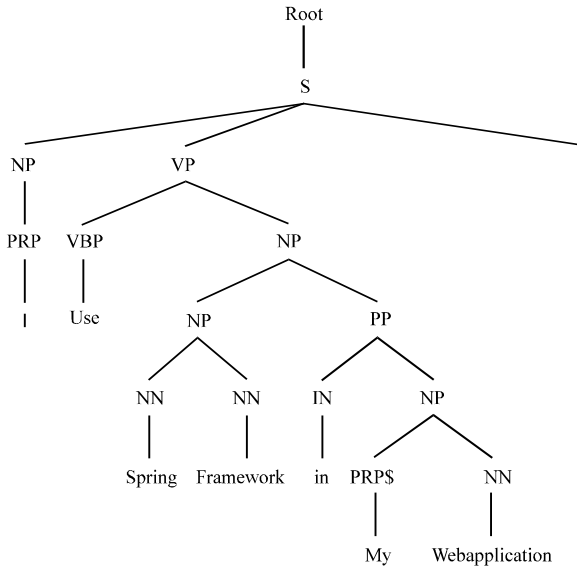 Root
S
NP VP
PRP VBP NP
I Use NP PP
NN NN IN NP
Spring Framework in PRP$ NN
My Webapplication